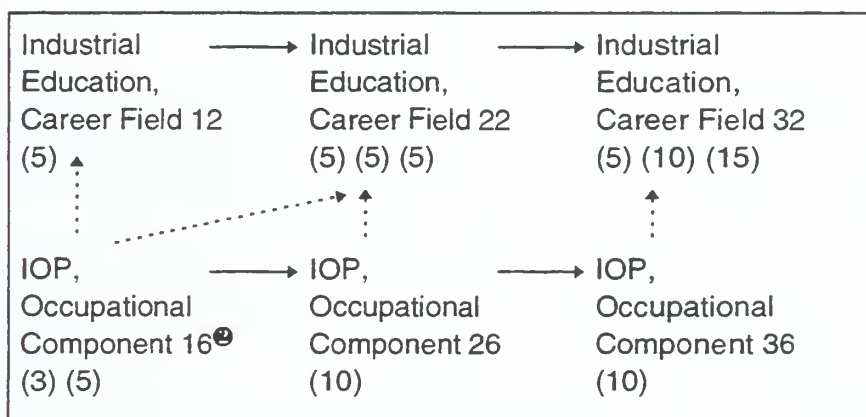 Industrial
Education,
Career Field 12
(5)
Industrial
Education,
Career Field 22
(5) (5) (5)
Industrial
Education,
Career Field 32
(5) (10) (15)
IOP,
Occupational
Component 16❷
(3) (5)
IOP,
Occupational
Component 26
(10)
IOP,
Occupational
Component 36
(10)